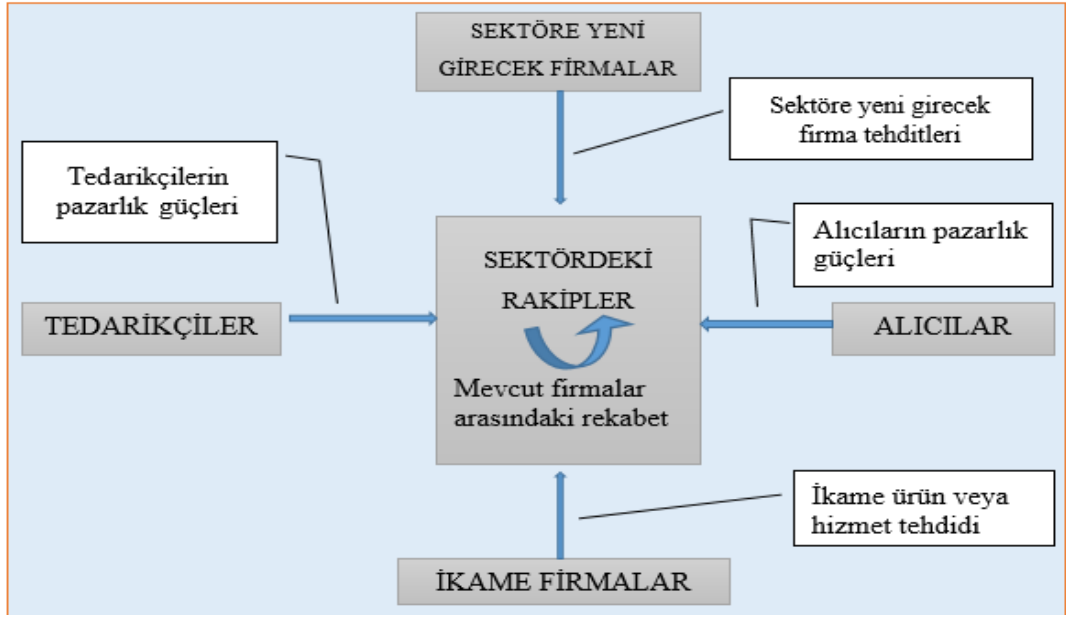 SEKTÖRE YENİ
GİRECEK FİRMALAR
Sektöre yeni girecek
firma tehditleri
Tedarikçilerin
pazarlık güçleri
Alıcıların pazarlık
güçleri
SEKTÖRDEKİ
RAKİPLER
Mevcut firmalar
arasındaki rekabet
TEDARİKÇİLER
ALICILAR
İkame ürün veya
hizmet tehdidi
İKAME FİRMALAR